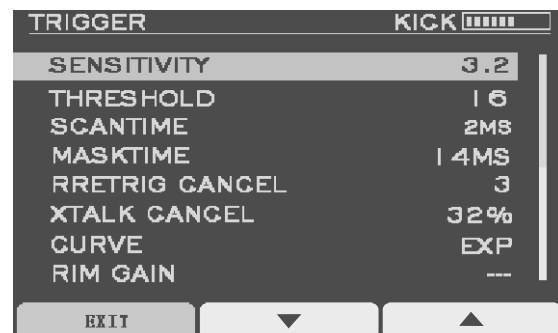 TRIGGER KICK
SENSITIVITY 3.2
THRESHOLD 16
SCANTIME 2MS
MASKTIME 14MS
RRETRIG CANCEL 3
XTALK CANCEL 32%
CURVE EXP
RIM GAIN ---
EXIT ▼ ▲